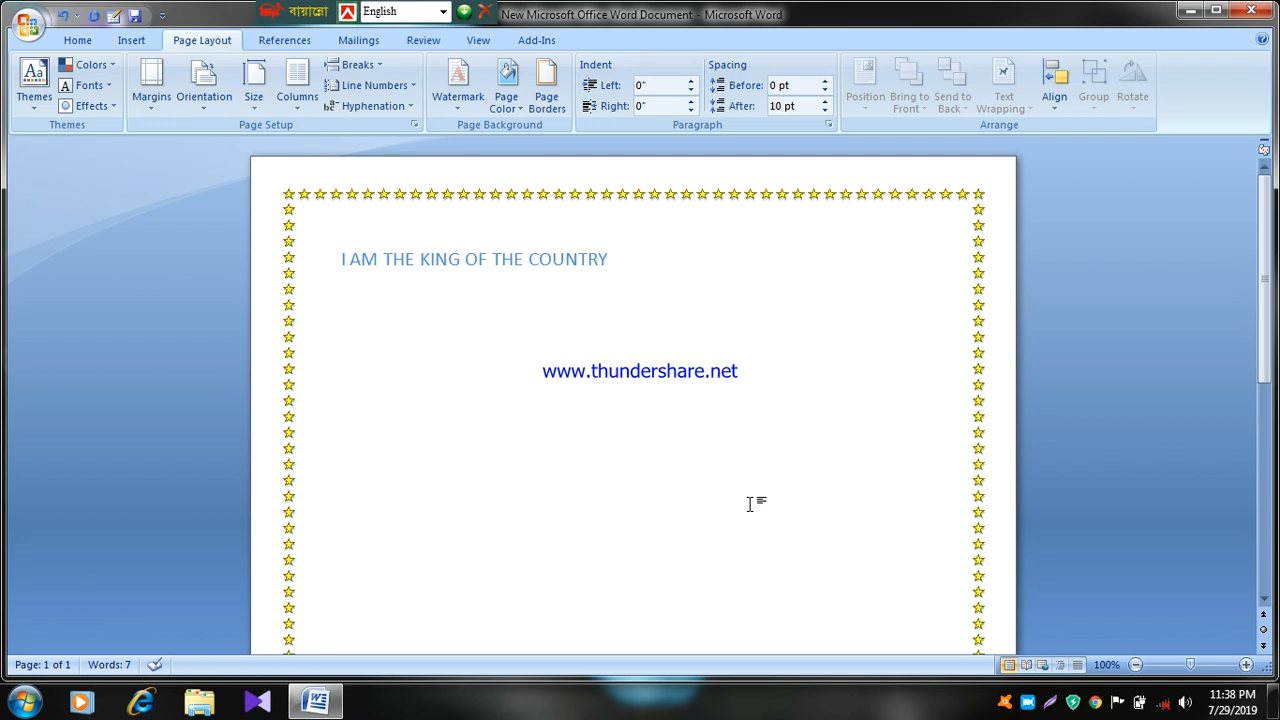 বায়ান্নো English New Microsoft Office Word Document - Microsoft Word
Home Insert Page Layout References Mailings Review View Add-Ins
Themes Colors Fonts Effects
Margins Orientation Size Columns Breaks Line Numbers Hyphenation
Watermark Page Color Page Borders
Indent Spacing
Left: 0" Before: 0 pt
Right: 0" After: 10 pt
Position Bring to Front Send to Back Text Wrapping Align Group Rotate
Themes Page Setup Page Background Paragraph Arrange
I AM THE KING OF THE COUNTRY
www.thundershare.net
Page: 1 of 1 Words: 7 100%
11:38 PM
7/29/2019